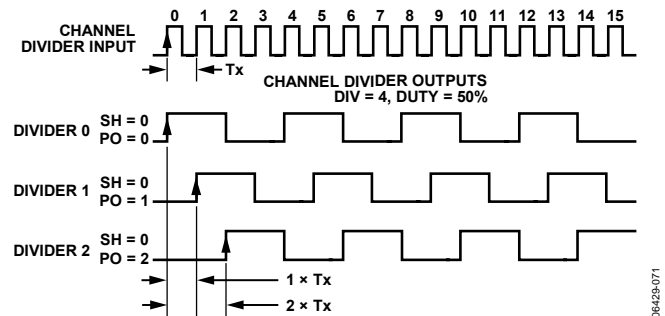 0 1 2 3 4 5 6 7 8 9 10 11 12 13 14 15
CHANNEL
DIVIDER INPUT
Tx
CHANNEL DIVIDER OUTPUTS
DIV = 4, DUTY = 50%
DIVIDER 0
SH = 0
PO = 0
DIVIDER 1
SH = 0
PO = 1
DIVIDER 2
SH = 0
PO = 2
1 × Tx
2 × Tx
06429-071